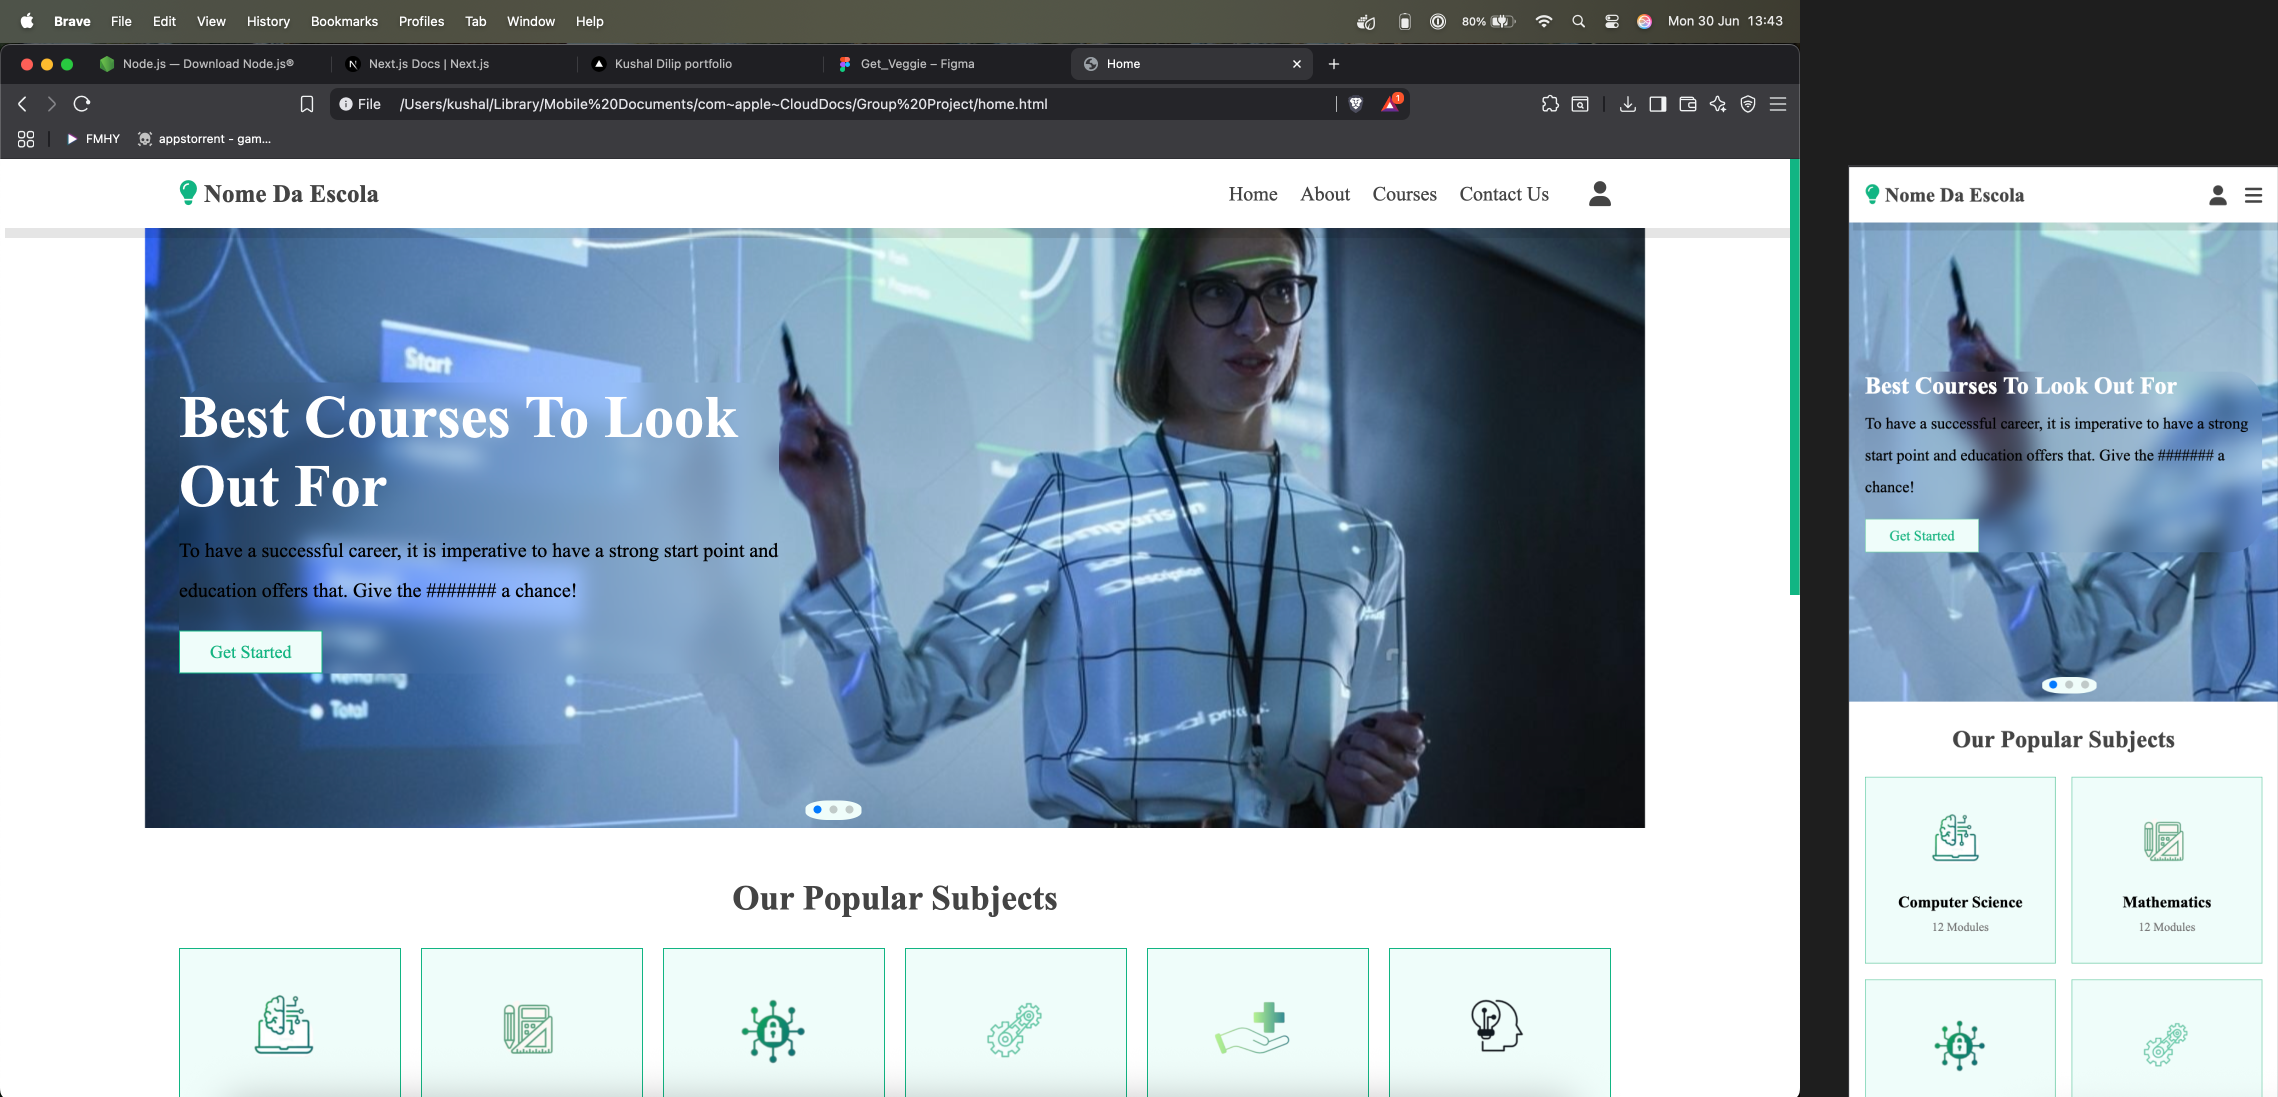 Brave File Edit View History Bookmarks Profiles Tab Window Help
80% Mon 30 Jun 13:43
Node.js — Download Node.js®
Next.js Docs | Next.js
Kushal Dilip portfolio
Get_Veggie – Figma
Home
File /Users/kushal/Library/Mobile%20Documents/com~apple~CloudDocs/Group%20Project/home.html
1
FMHY
appstorrent - gam...
Nome Da Escola
Home About Courses Contact Us
Start
Best Courses To Look
Out For
To have a successful career, it is imperative to have a strong start point and
education offers that. Give the ####### a chance!
Get Started
Remaining
Total
comparison
Description
Our Popular Subjects
Nome Da Escola
Best Courses To Look Out For
To have a successful career, it is imperative to have a strong
start point and education offers that. Give the ####### a
chance!
Get Started
Our Popular Subjects
Computer Science
12 Modules
Mathematics
12 Modules